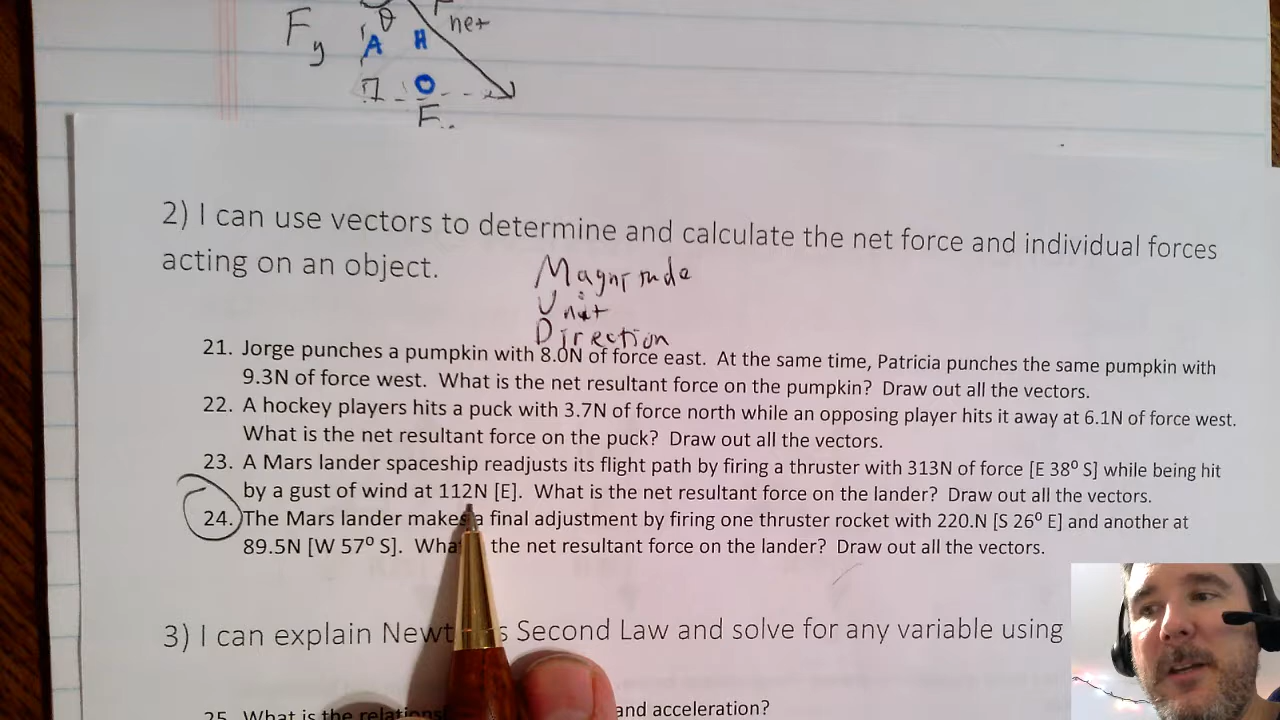 θ
F net
F y
A H
O
F
2) I can use vectors to determine and calculate the net force and individual forces
acting on an object.
Magnitude
Unit
Direction
21. Jorge punches a pumpkin with 8.0N of force east. At the same time, Patricia punches the same pumpkin with
9.3N of force west. What is the net resultant force on the pumpkin? Draw out all the vectors.
22. A hockey players hits a puck with 3.7N of force north while an opposing player hits it away at 6.1N of force west.
What is the net resultant force on the puck? Draw out all the vectors.
23. A Mars lander spaceship readjusts its flight path by firing a thruster with 313N of force [E 38⁰ S] while being hit
by a gust of wind at 112N [E]. What is the net resultant force on the lander? Draw out all the vectors.
24. The Mars lander makes a final adjustment by firing one thruster rocket with 220.N [S 26⁰ E] and another at
89.5N [W 57⁰ S]. the net resultant force on the lander? Draw out all the vectors.
3) I can explain Second Law and solve for any variable using
25. What is the and acceleration?